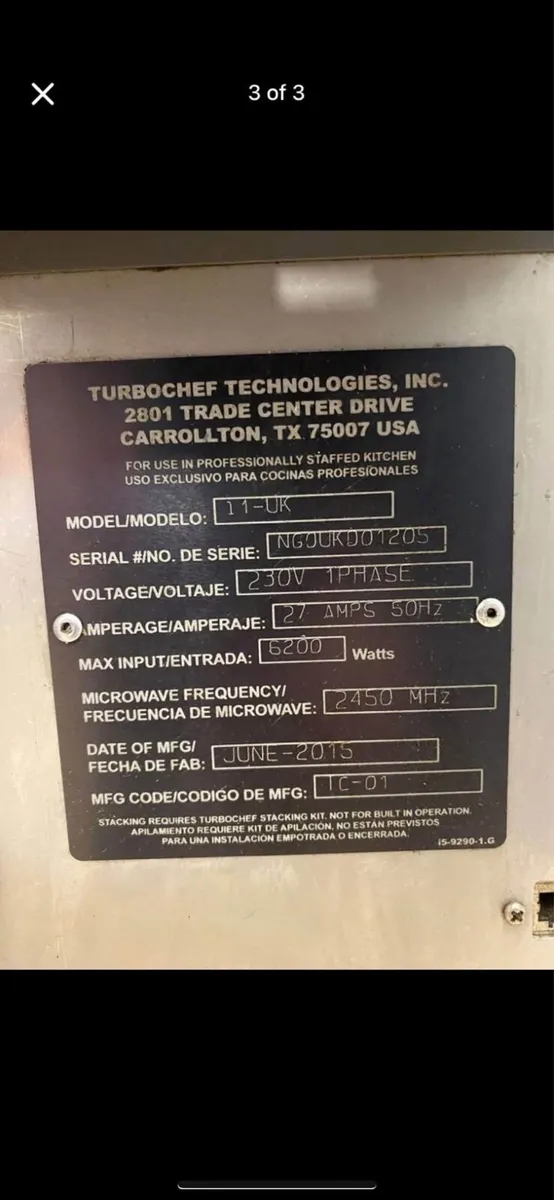 3 of 3
TURBOCHEF TECHNOLOGIES, INC.
2801 TRADE CENTER DRIVE
CARROLLTON, TX 75007 USA
FOR USE IN PROFESSIONALLY STAFFED KITCHEN
USO EXCLUSIVO PARA COCINAS PROFESIONALES
MODEL/MODELO: I1-UK
SERIAL #/NO. DE SERIE: NGOUKD01205
VOLTAGE/VOLTAJE: 230V 1PHASE
AMPERAGE/AMPERAJE: 27 AMPS 50Hz
MAX INPUT/ENTRADA: 6200 Watts
MICROWAVE FREQUENCY/
FRECUENCIA DE MICROWAVE: 2450 MHz
DATE OF MFG/
FECHA DE FAB: JUNE-2015
MFG CODE/CODIGO DE MFG: TC-01
STACKING REQUIRES TURBOCHEF STACKING KIT. NOT FOR BUILT IN OPERATION.
APILAMIENTO REQUIERE KIT DE APILACIÓN, NO ESTÁN PREVISTOS
PARA UNA INSTALACIÓN EMPOTRADA O ENCERRADA.
i5-9290-1.G